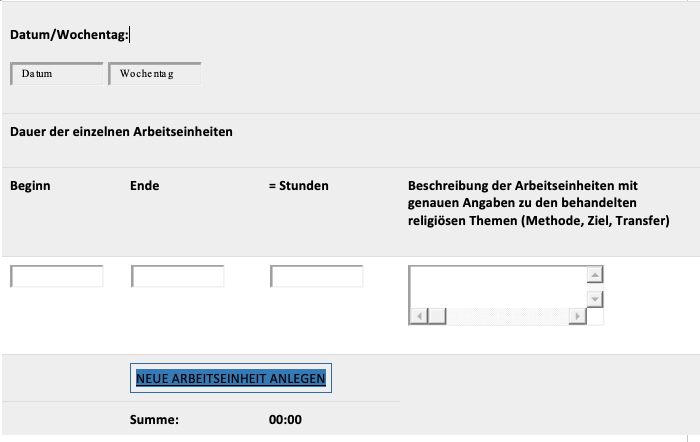 Datum/Wochentag:
Datum Wochentag
Dauer der einzelnen Arbeitseinheiten
Beginn Ende = Stunden Beschreibung der Arbeitseinheiten mit
genauen Angaben zu den behandelten
religiösen Themen (Methode, Ziel, Transfer)
NEUE ARBEITSEINHEIT ANLEGEN
Summe: 00:00